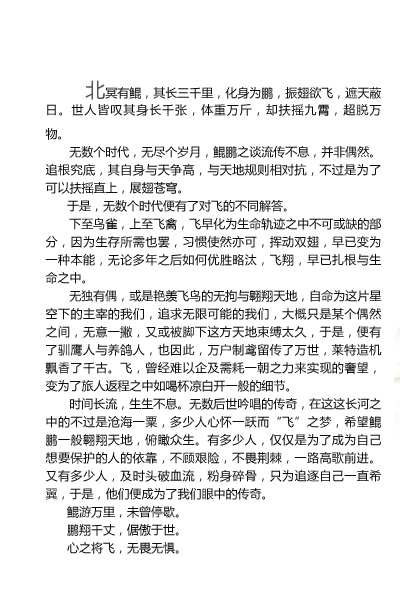 北冥有鲲，其长三千里，化身为鹏，振翅欲飞，遮天蔽
日。世人皆叹其身长千张，体重万斤，却扶摇九霄，超脱万
物。
无数个时代，无尽个岁月，鲲鹏之谈流传不息，并非偶然。
追根究底，其自身与天争高，与天地规则相对抗，不过是为了
可以扶摇直上，展翅苍穹。
于是，无数个时代便有了对飞的不同解答。
下至鸟雀，上至飞禽，飞早化为生命轨迹之中不可或缺的部
分，因为生存所需也罢，习惯使然亦可，挥动双翅，早已变为
一种本能，无论多年之后如何优胜略汰，飞翔，早已扎根与生
命之中。
无独有偶，或是艳羡飞鸟的无拘与翱翔天地，自命为这片星
空下的主宰的我们，追求无限可能的我们，大概只是某个偶然
之间，无意一撇，又或被脚下这方天地束缚太久，于是，便有
了驯鹰人与养鸽人，也因此，万户制鸢留传了万世，莱特造机
飘香了千古。飞，曾经难以企及需耗一朝之力来实现的奢望，
变为了旅人返程之中如喝杯凉白开一般的细节。
时间长流，生生不息。无数后世吟唱的传奇，在这这长河之
中的不过是沧海一粟，多少人心怀一跃而“飞”之梦，希望鲲
鹏一般翱翔天地，俯瞰众生。有多少人，仅仅是为了成为自己
想要保护的人的依靠，不顾艰险，不畏荆棘，一路高歌前进。
又有多少人，及时头破血流，粉身碎骨，只为追逐自己一直希
翼，于是，他们便成为了我们眼中的传奇。
鲲游万里，未曾停歇。
鹏翔千丈，倨傲于世。
心之将飞，无畏无惧。